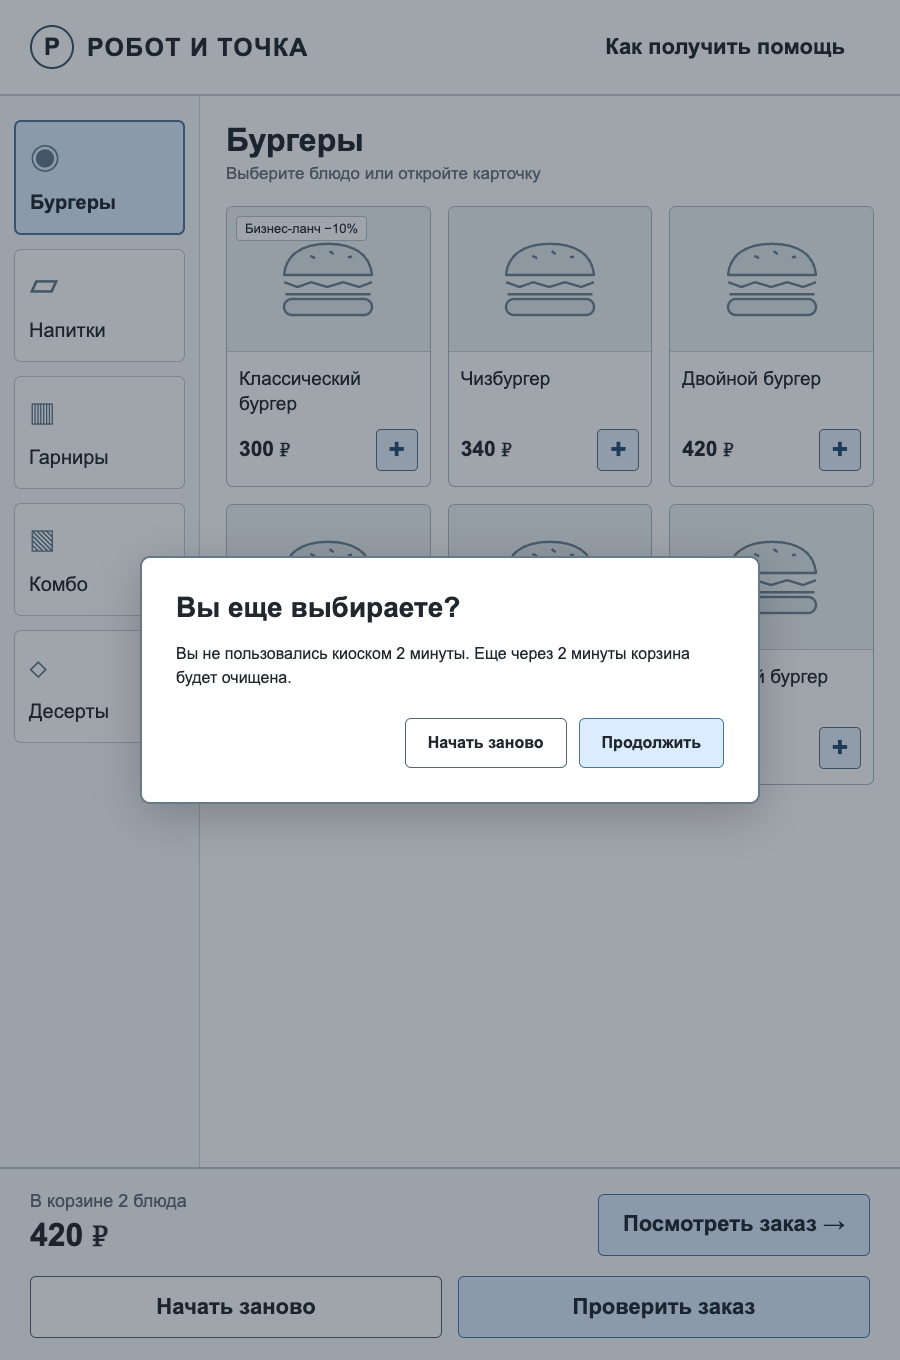 Р РОБОТ И ТОЧКА
Как получить помощь
Бургеры
Напитки
Гарниры
Комбо
Десерты
Бургеры
Выберите блюдо или откройте карточку
Бизнес-ланч −10%
Классический
бургер
300 ₽
+
Чизбургер
340 ₽
+
Двойной бургер
420 ₽
+
й бургер
+
Вы еще выбираете?
Вы не пользовались киоском 2 минуты. Еще через 2 минуты корзина
будет очищена.
Начать заново
Продолжить
В корзине 2 блюда
420 ₽
Посмотреть заказ →
Начать заново
Проверить заказ